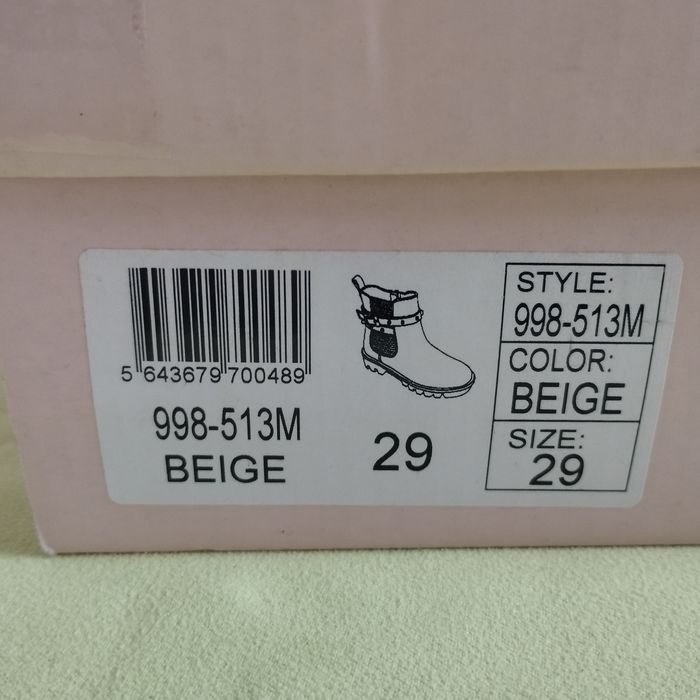 5 643679 700489
998-513M
BEIGE
29
STYLE:
998-513M
COLOR:
BEIGE
SIZE:
29